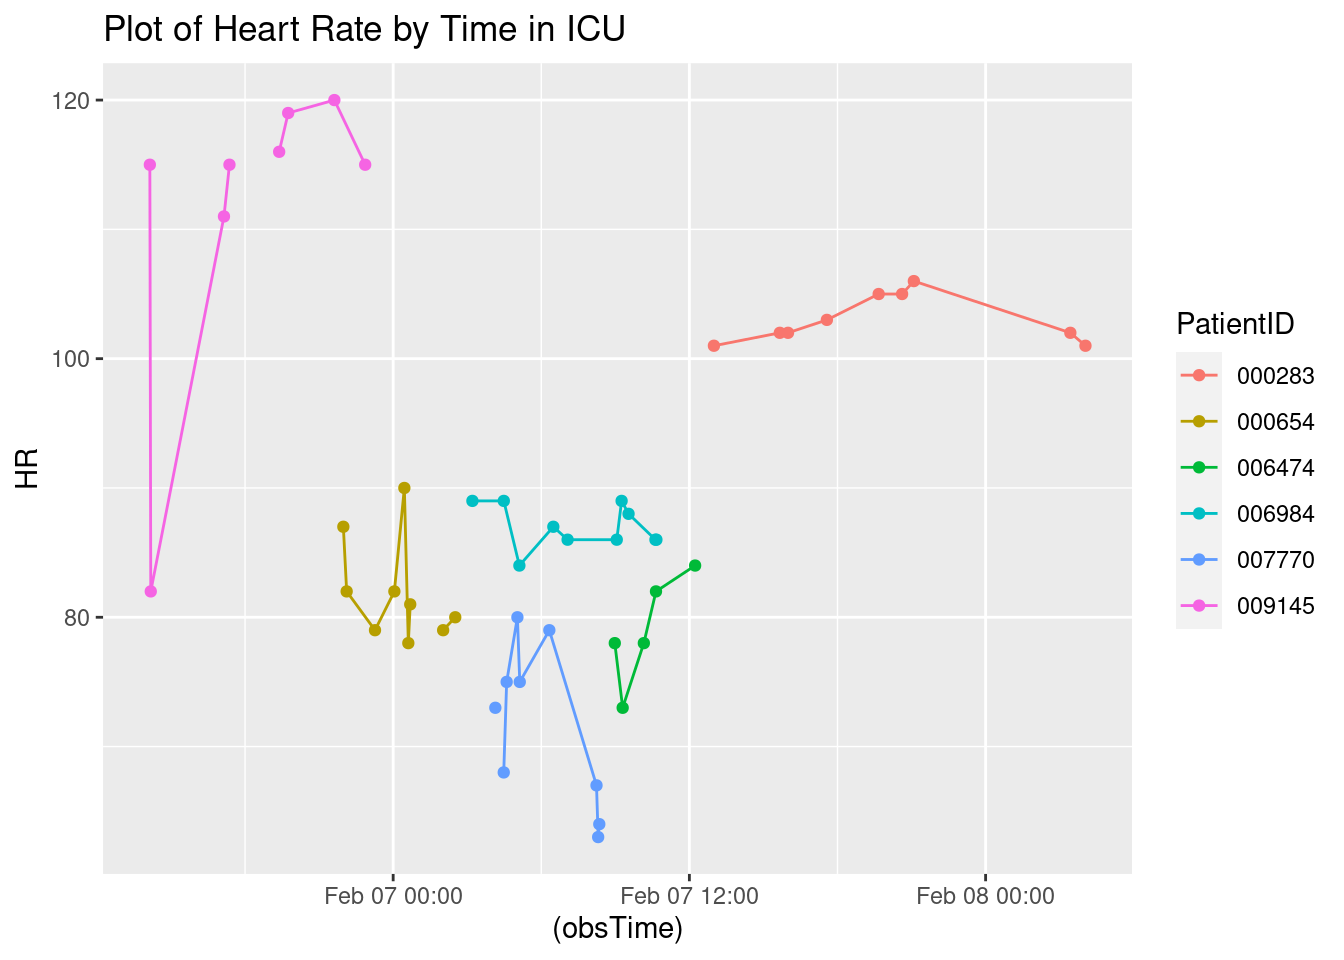 Plot of Heart Rate by Time in ICU
120
100
80
HR
Feb 07 00:00
Feb 07 12:00
Feb 08 00:00
(obsTime)
PatientID
000283
000654
006474
006984
007770
009145